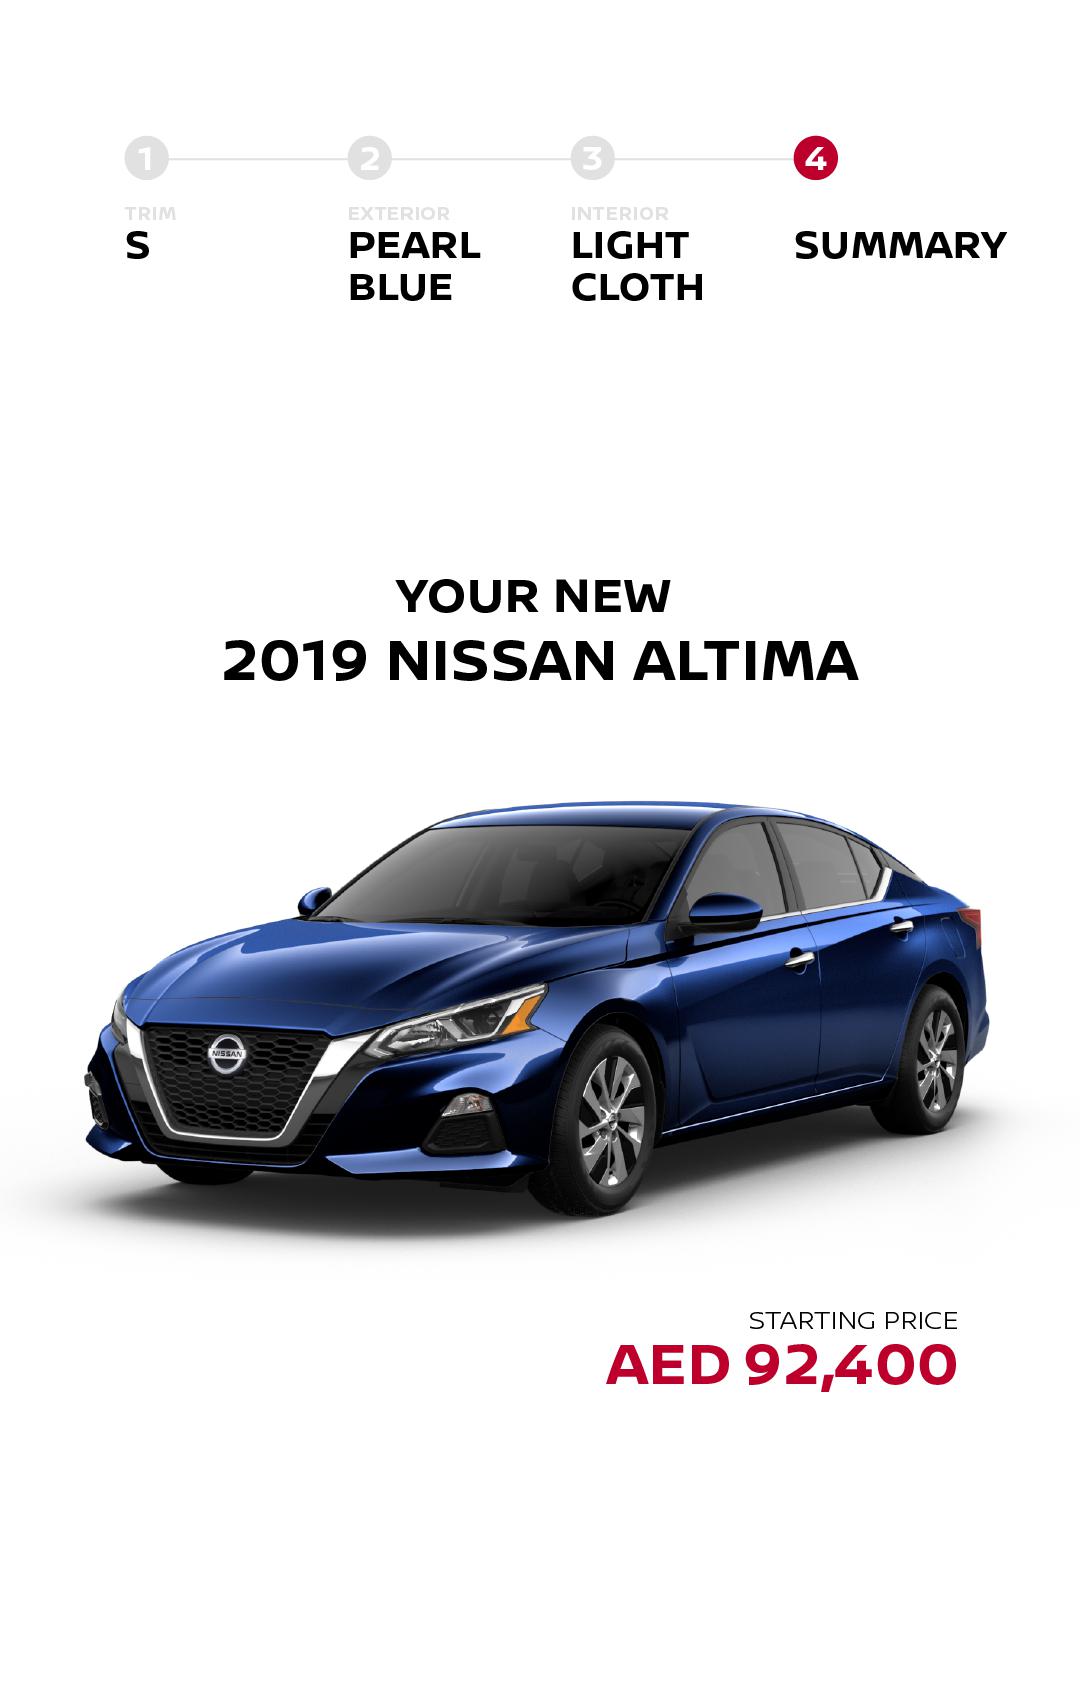 1 2 3 4
TRIM
S
EXTERIOR
PEARL
BLUE
INTERIOR
LIGHT
CLOTH
SUMMARY
YOUR NEW
2019 NISSAN ALTIMA
NISSAN
STARTING PRICE
AED 92,400